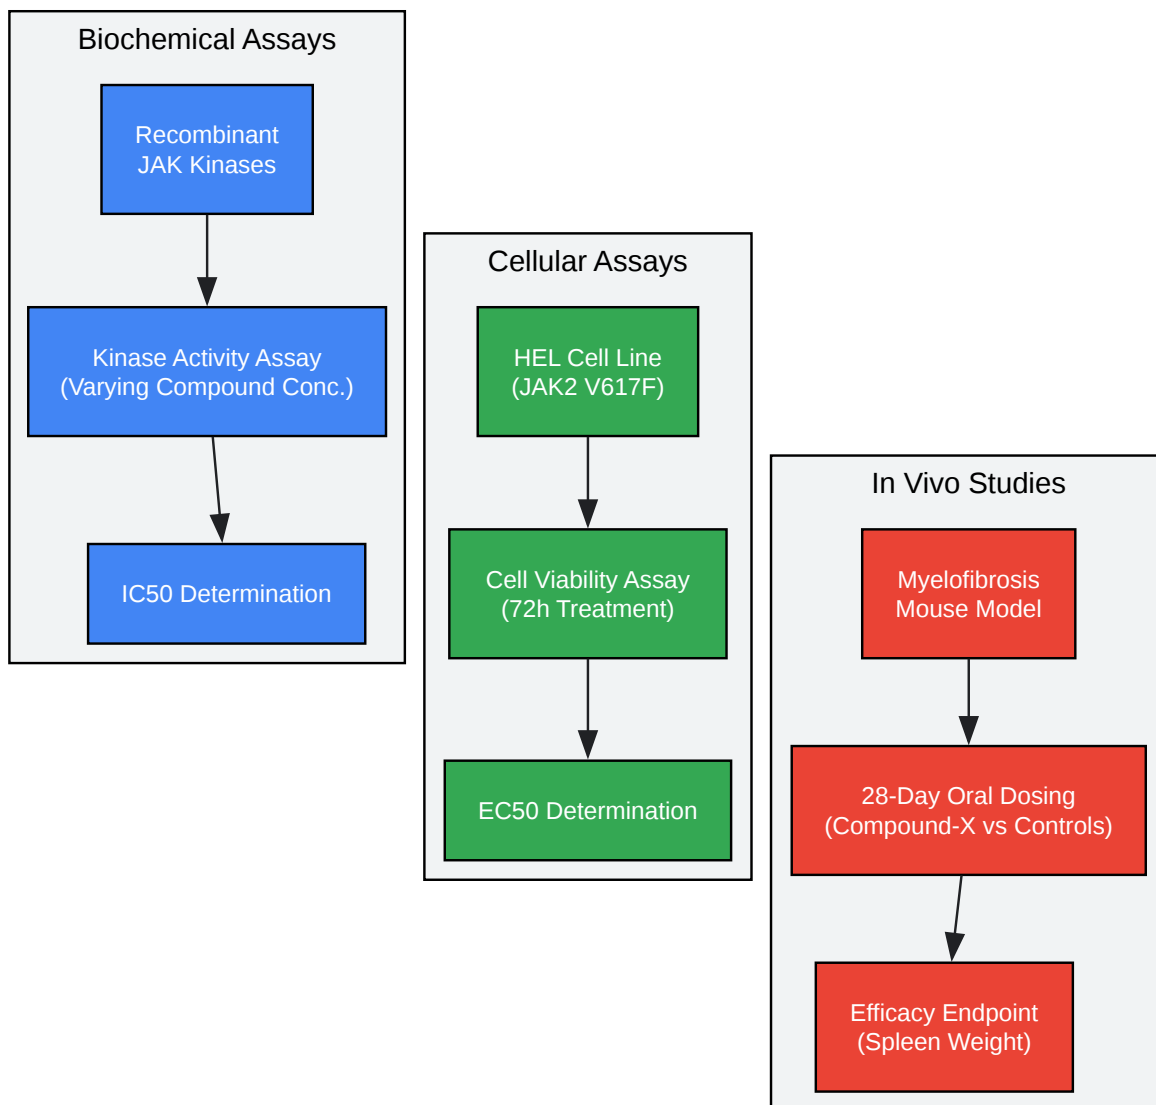 Biochemical Assays
Recombinant
JAK Kinases
Kinase Activity Assay
(Varying Compound Conc.)
IC50 Determination
Cellular Assays
HEL Cell Line
(JAK2 V617F)
Cell Viability Assay
(72h Treatment)
EC50 Determination
In Vivo Studies
Myelofibrosis
Mouse Model
28-Day Oral Dosing
(Compound-X vs Controls)
Efficacy Endpoint
(Spleen Weight)